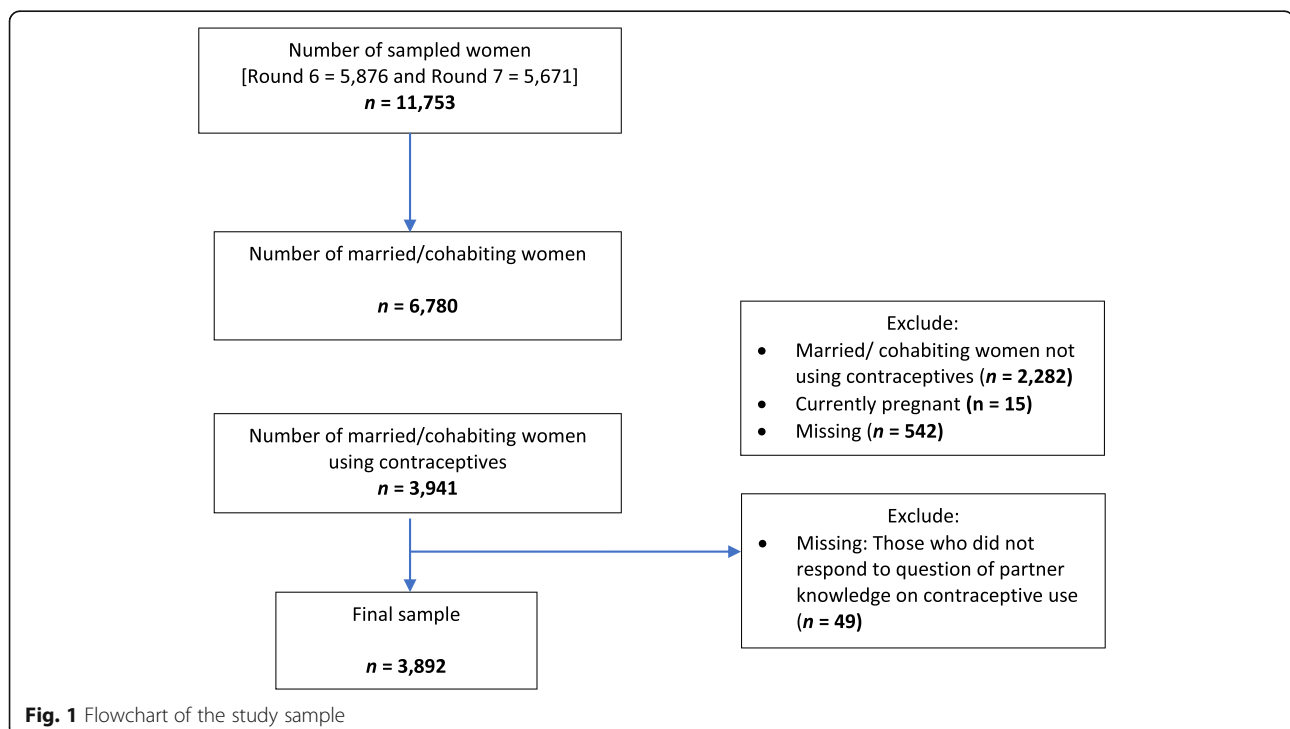 Number of sampled women
[Round 6 = 5,876 and Round 7 = 5,671]
n = 11,753
Number of married/cohabiting women
n = 6,780
Exclude:
• Married/ cohabiting women not
using contraceptives (n = 2,282)
• Currently pregnant (n = 15)
• Missing (n = 542)
Number of married/cohabiting women
using contraceptives
n = 3,941
Exclude:
• Missing: Those who did not
respond to question of partner
knowledge on contraceptive use
(n = 49)
Final sample
n = 3,892
Fig. 1 Flowchart of the study sample